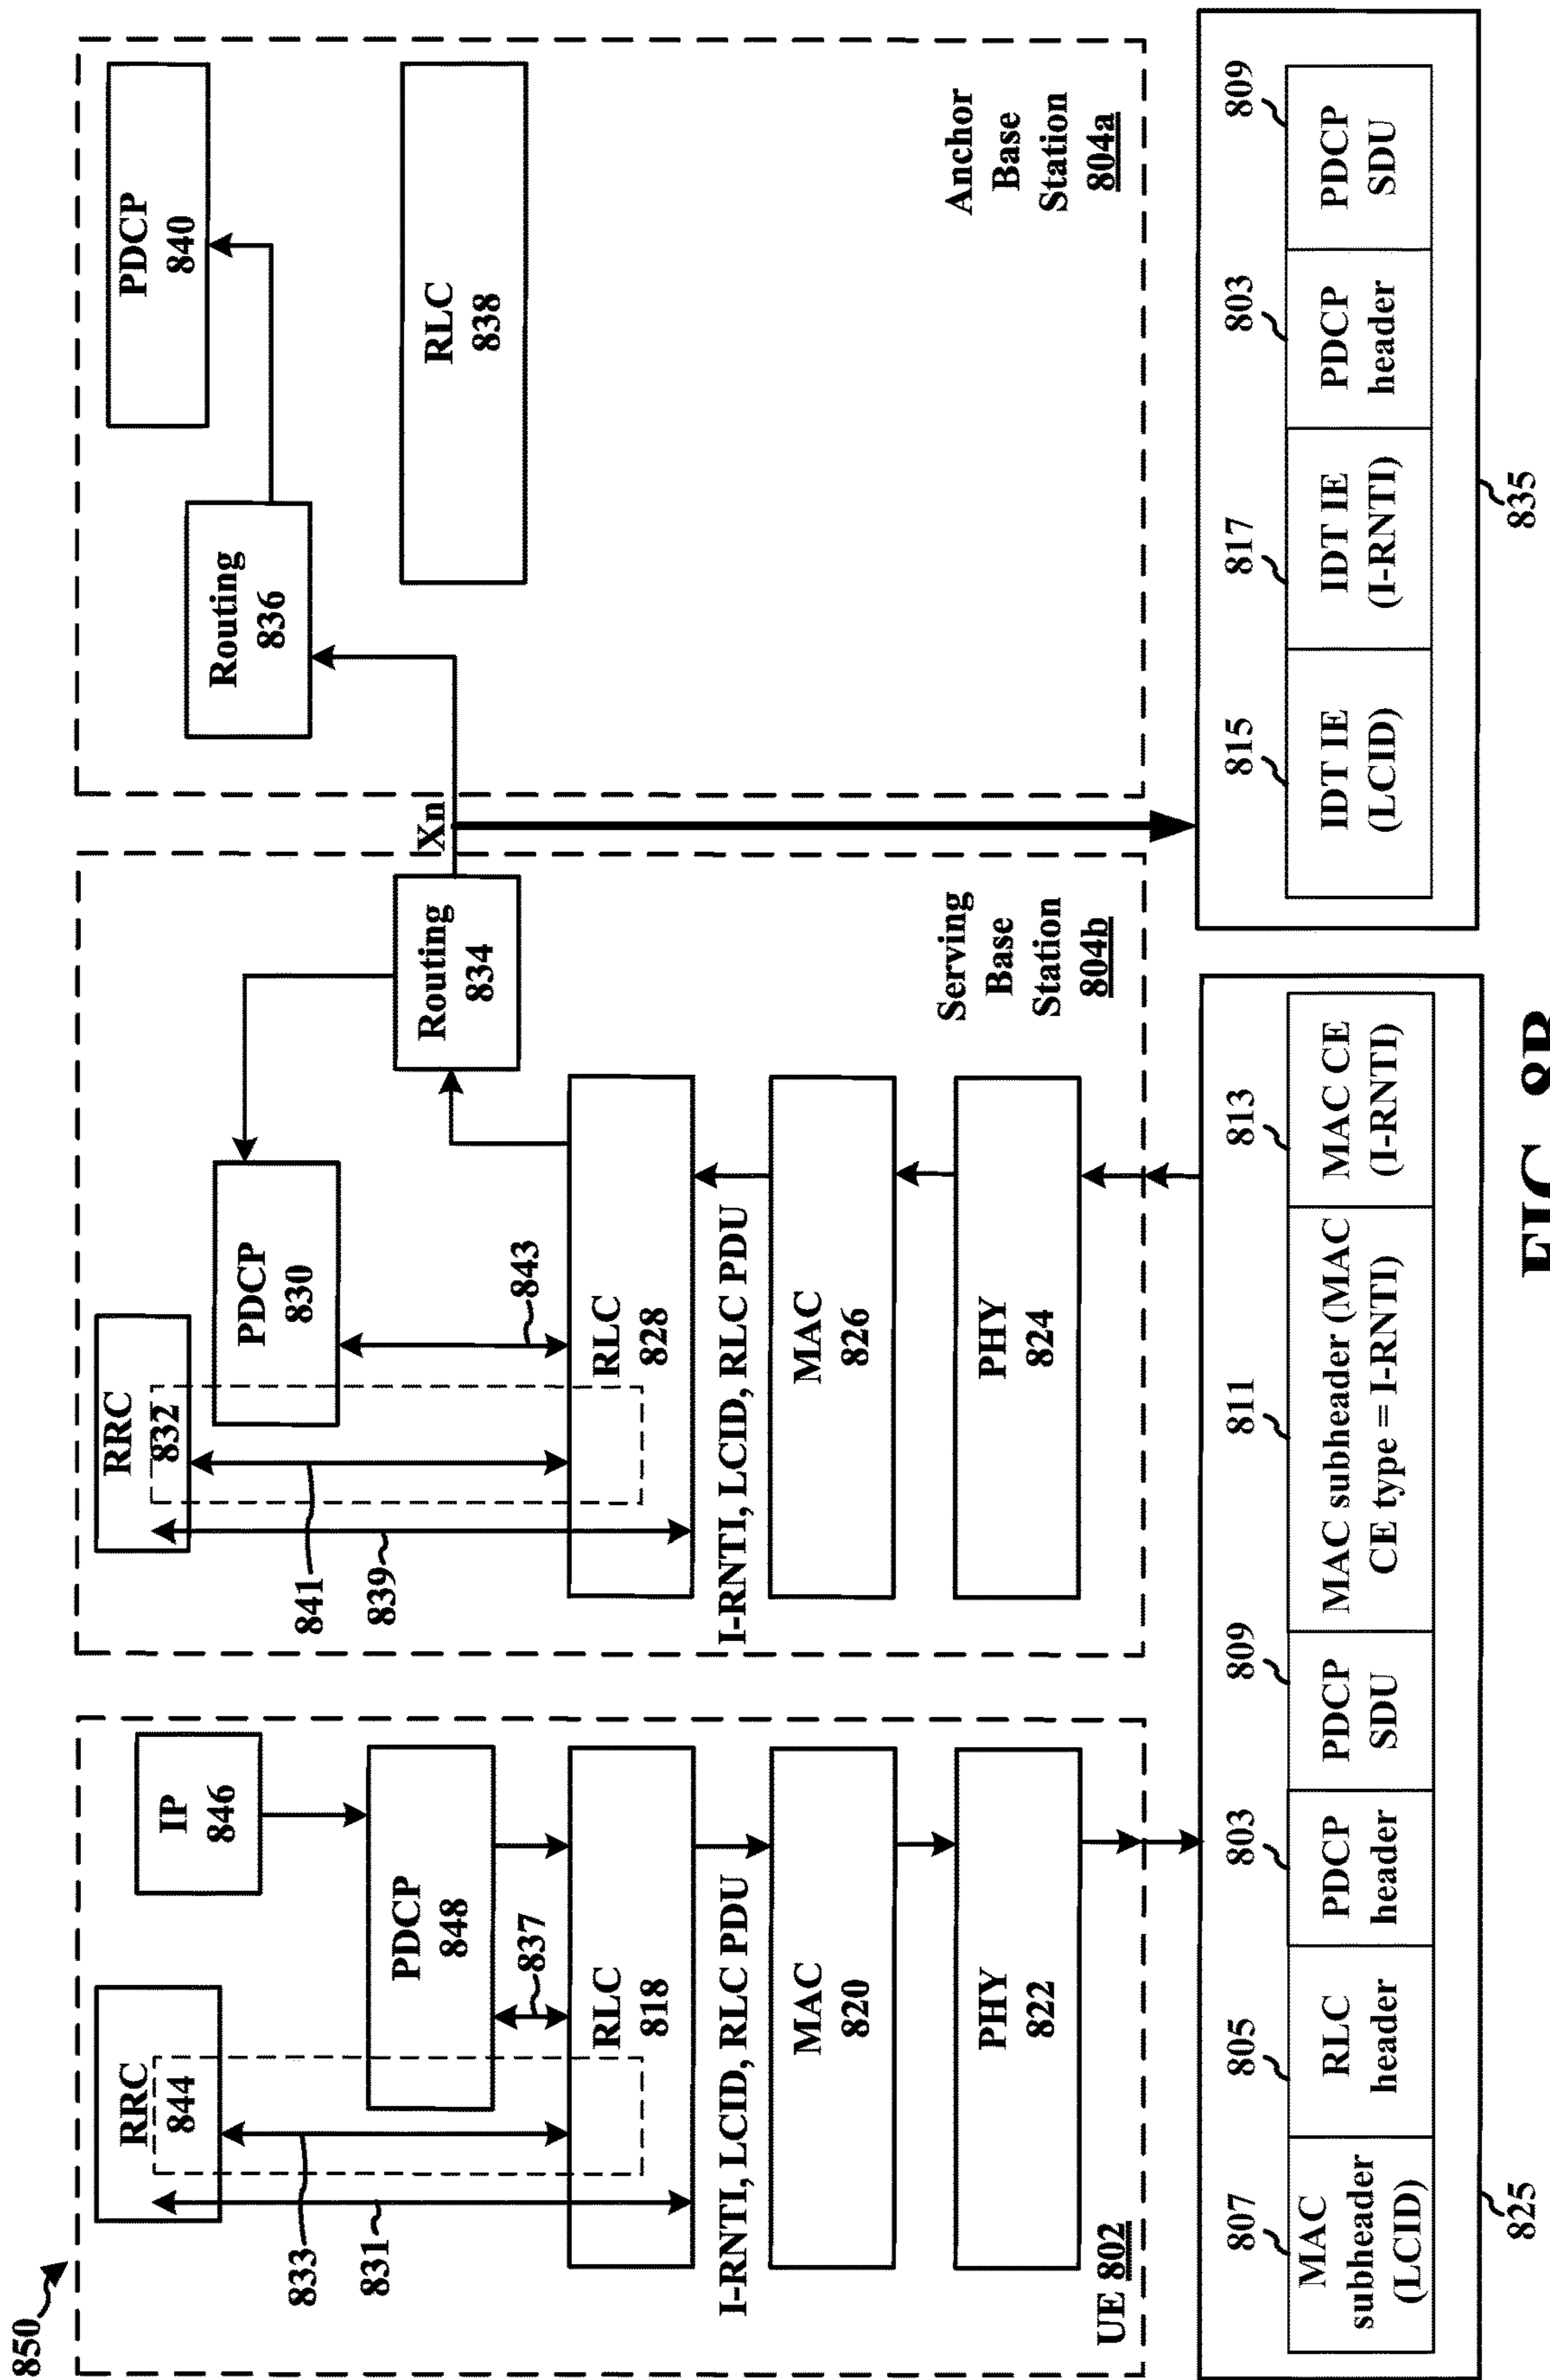 850
RRC
844
IP
846
PDCP
848
833
831
837
RLC
818
I-RNTI, LCID, RLC PDU
MAC
820
PHY
822
UE 802
RRC
832
PDCP
830
841
839
843
Routing
834
RLC
828
I-RNTI, LCID, RLC PDU
MAC
826
PHY
824
Serving
Base
Station
804b
Xn
PDCP
840
Routing
836
RLC
838
Anchor
Base
Station
804a
807
805
803
809
811
813
MAC
subheader
(LCID)
RLC
header
PDCP
header
PDCP
SDU
MAC subheader (MAC
CE type = I-RNTI)
MAC CE
(I-RNTI)
825
815
817
803
809
IDT IE
(LCID)
IDT IE
(I-RNTI)
PDCP
header
PDCP
SDU
835
FIG. 8B